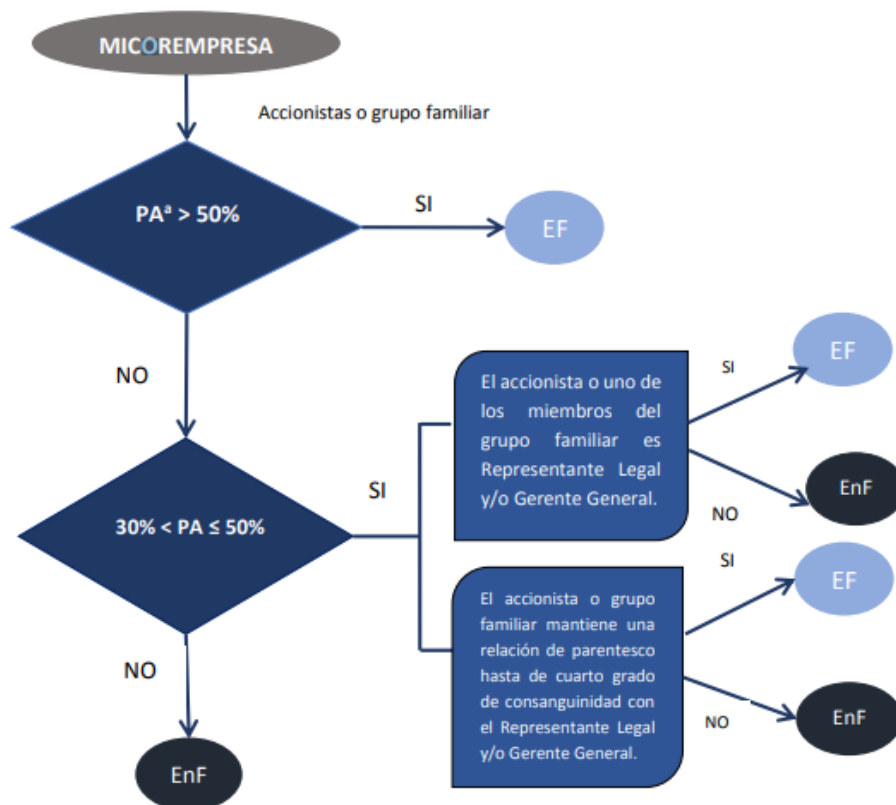 MICOREMPRESA
Accionistas o grupo familiar
PAª > 50%
SI
EF
NO
30% < PA ≤ 50%
SI
El accionista o uno de
los miembros del
grupo familiar es
Representante Legal
y/o Gerente General.
SI
EF
NO
EnF
El accionista o grupo
familiar mantiene una
relación de parentesco
hasta de cuarto grado
de consanguinidad con
el Representante Legal
y/o Gerente General.
SI
EF
NO
EnF
NO
EnF